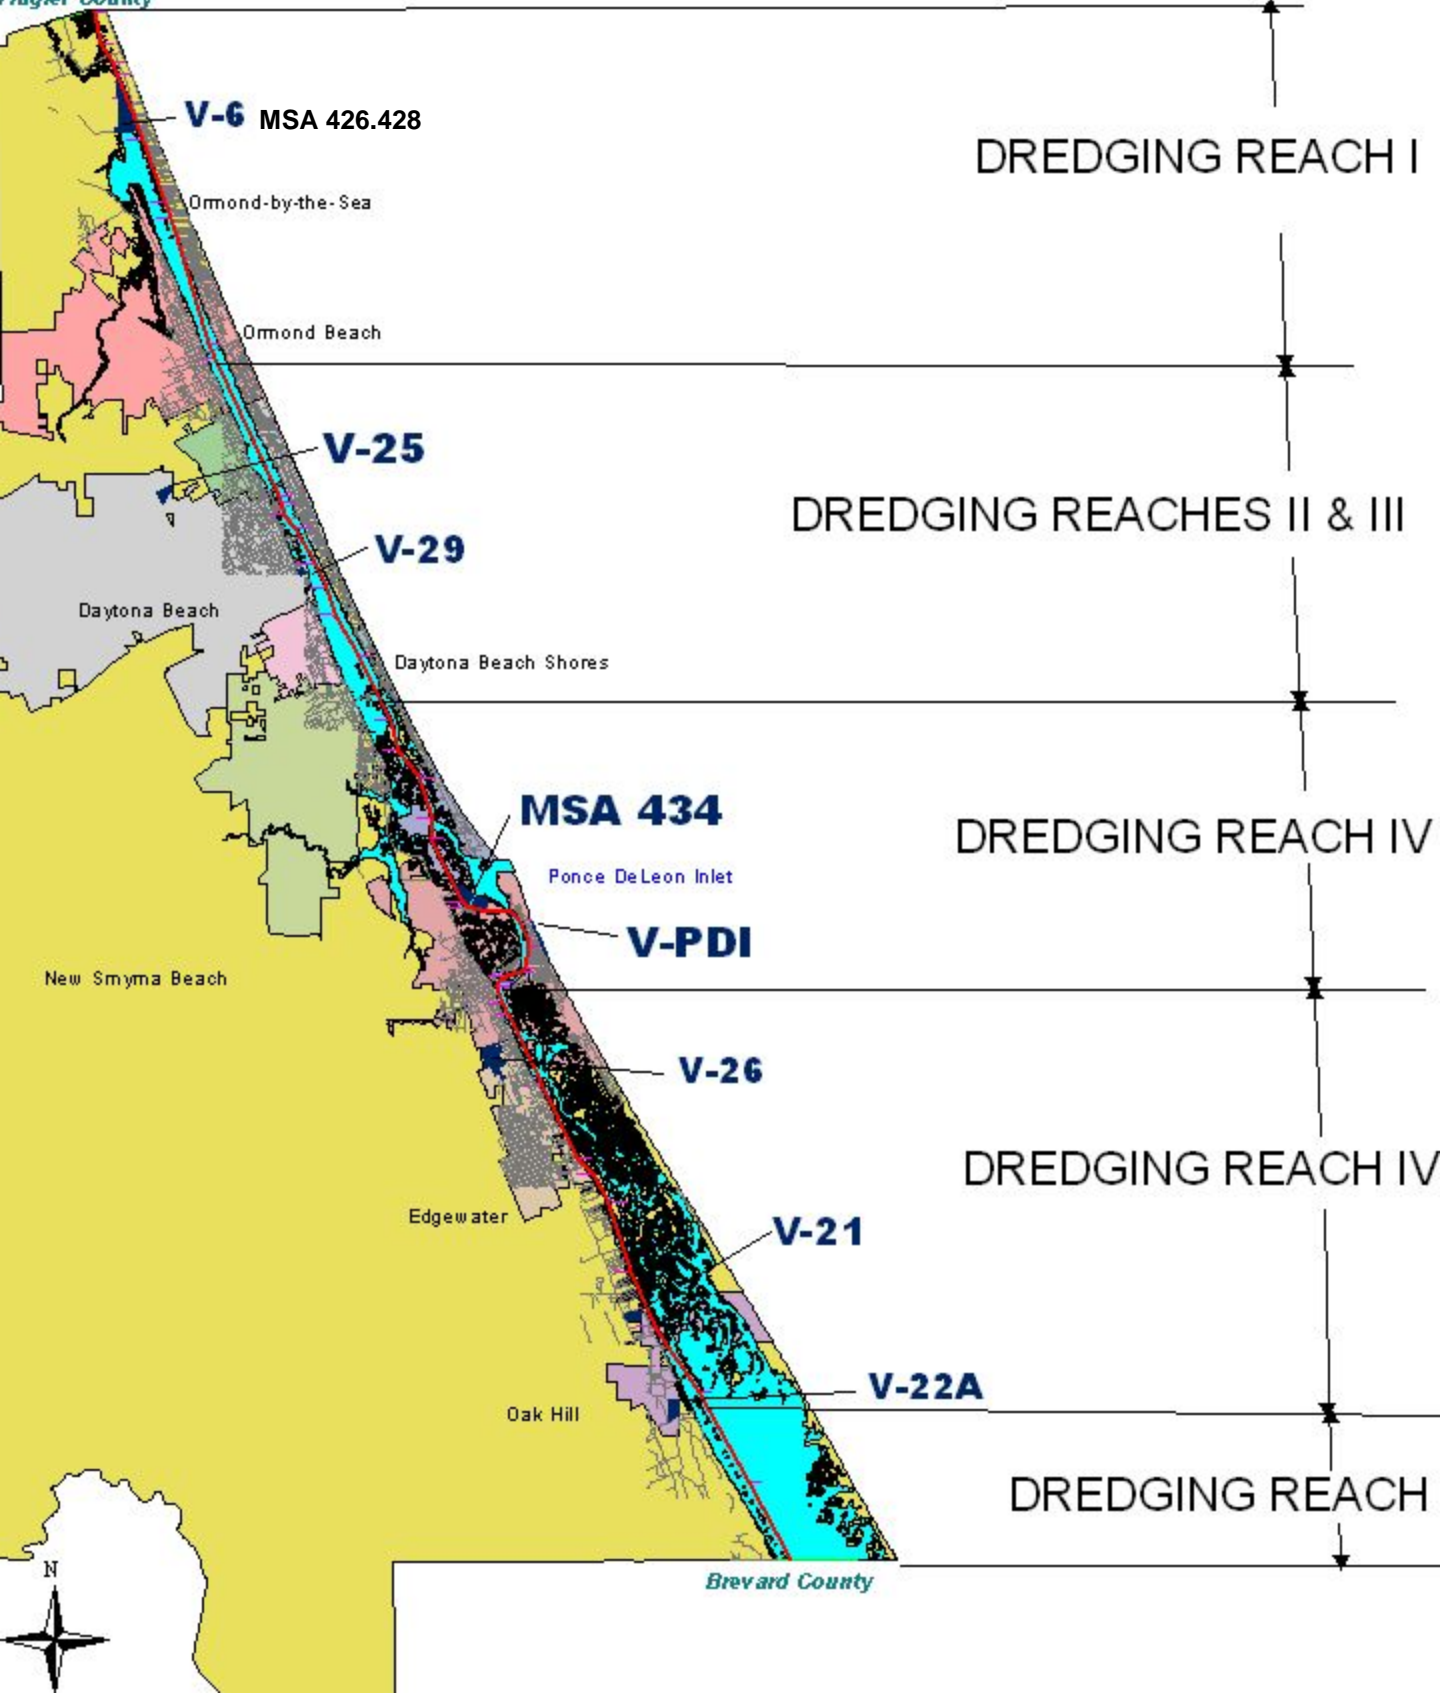 Flagler County
V-6 MSA 426.428
DREDGING REACH I
Ormond-by-the-Sea
Ormond Beach
V-25
DREDGING REACHES II & III
V-29
Daytona Beach
Daytona Beach Shores
MSA 434
DREDGING REACH IV
Ponce DeLeon Inlet
V-PDI
New Smyrna Beach
V-26
DREDGING REACH IV
Edgewater
V-21
V-22A
Oak Hill
DREDGING REACH
N
Brevard County